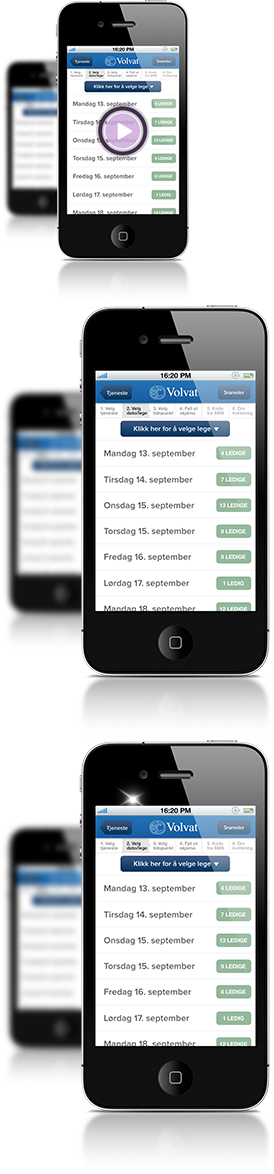 16:20 PM
Tjeneste
Volvat
Snarveier
1. Velg tjeneste
2. Velg dato/lege
3. Velg tidspunkt
4. Fyll ut skjema
5. Kode fra SMS
6. Din kvittering
Klikk her for å velge lege
Mandag 13. september 4 LEDIGE
Tirsdag 7 LEDIGE
Onsdag 13 LEDIGE
Torsdag 15. september 9 LEDIGE
Fredag 16. september 8 LEDIGE
Lørdag 17. september 1 LEDIG
Mandag 18. september 12 LEDIGE
16:20 PM
Tjeneste
Volvat
Snarveier
1. Velg tjeneste
2. Velg dato/lege
3. Velg tidspunkt
4. Fyll ut skjema
5. Kode fra SMS
6. Din kvittering
Klikk her for å velge lege
Mandag 13. september 4 LEDIGE
Tirsdag 14. september 7 LEDIGE
Onsdag 15. september 13 LEDIGE
Torsdag 15. september 9 LEDIGE
Fredag 16. september 8 LEDIGE
Lørdag 17. september 1 LEDIG
Mandag 18. september 12 LEDIGE
16:20 PM
Tjeneste
Volvat
Snarveier
1. Velg tjeneste
2. Velg dato/lege
3. Velg tidspunkt
4. Fyll ut skjema
5. Kode fra SMS
6. Din kvittering
Klikk her for å velge lege
Mandag 13. september 4 LEDIGE
Tirsdag 14. september 7 LEDIGE
Onsdag 15. september 13 LEDIGE
Torsdag 15. september 9 LEDIGE
Fredag 16. september 8 LEDIGE
Lørdag 17. september 1 LEDIG
Mandag 18. september 12 LEDIGE